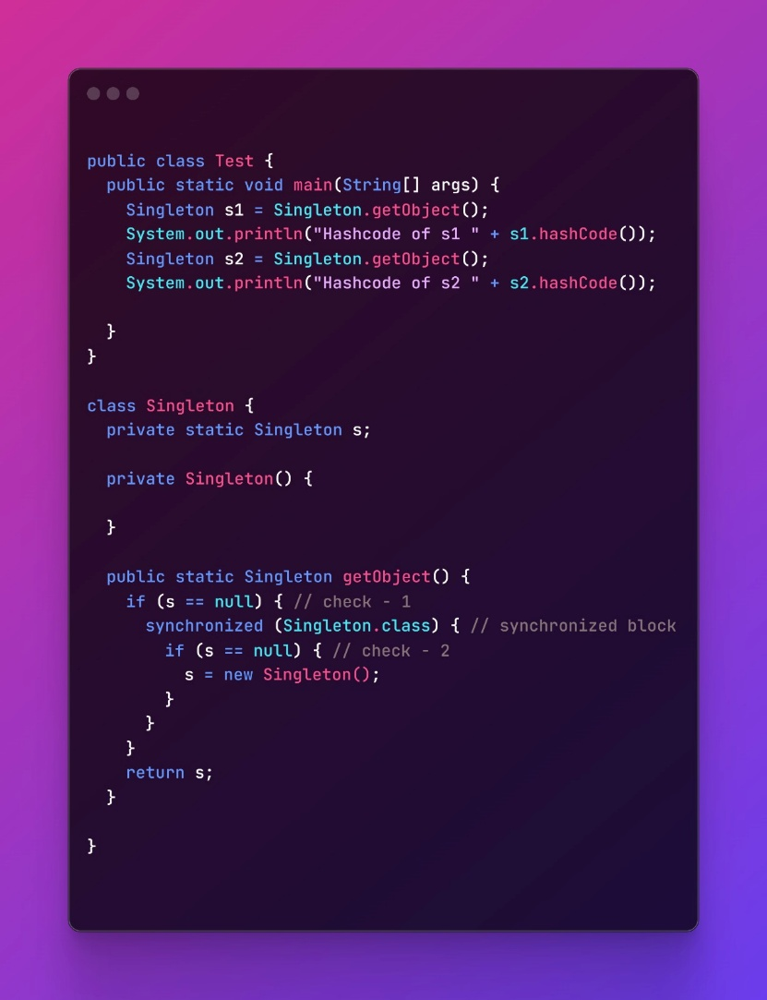 public class Test {
  public static void main(String[] args) {
    Singleton s1 = Singleton.getObject();
    System.out.println("Hashcode of s1 " + s1.hashCode());
    Singleton s2 = Singleton.getObject();
    System.out.println("Hashcode of s2 " + s2.hashCode());
  }
}
class Singleton {
  private static Singleton s;
  private Singleton() {
  }
  public static Singleton getObject() {
    if (s == null) { // check - 1
      synchronized (Singleton.class) { // synchronized block
        if (s == null) { // check - 2
          s = new Singleton();
        }
      }
    }
    return s;
  }
}